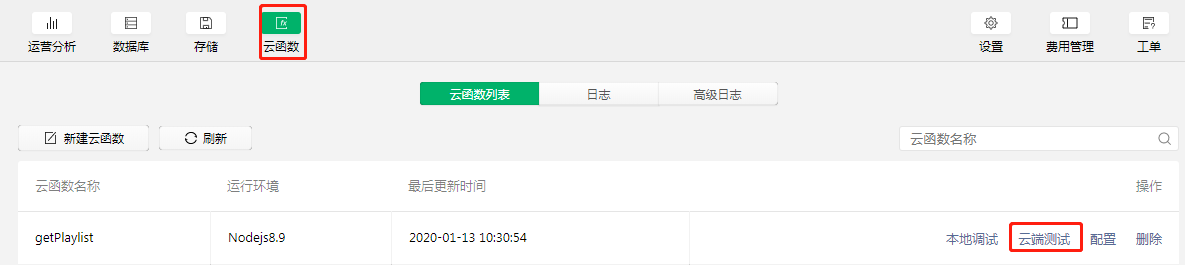 运营分析 数据库 存储 云函数 设置 费用管理 工单
云函数列表 日志 高级日志
新建云函数 刷新 云函数名称
云函数名称 运行环境 最后更新时间 操作
getPlaylist Nodejs8.9 2020-01-13 10:30:54 本地调试 云端测试 配置 删除